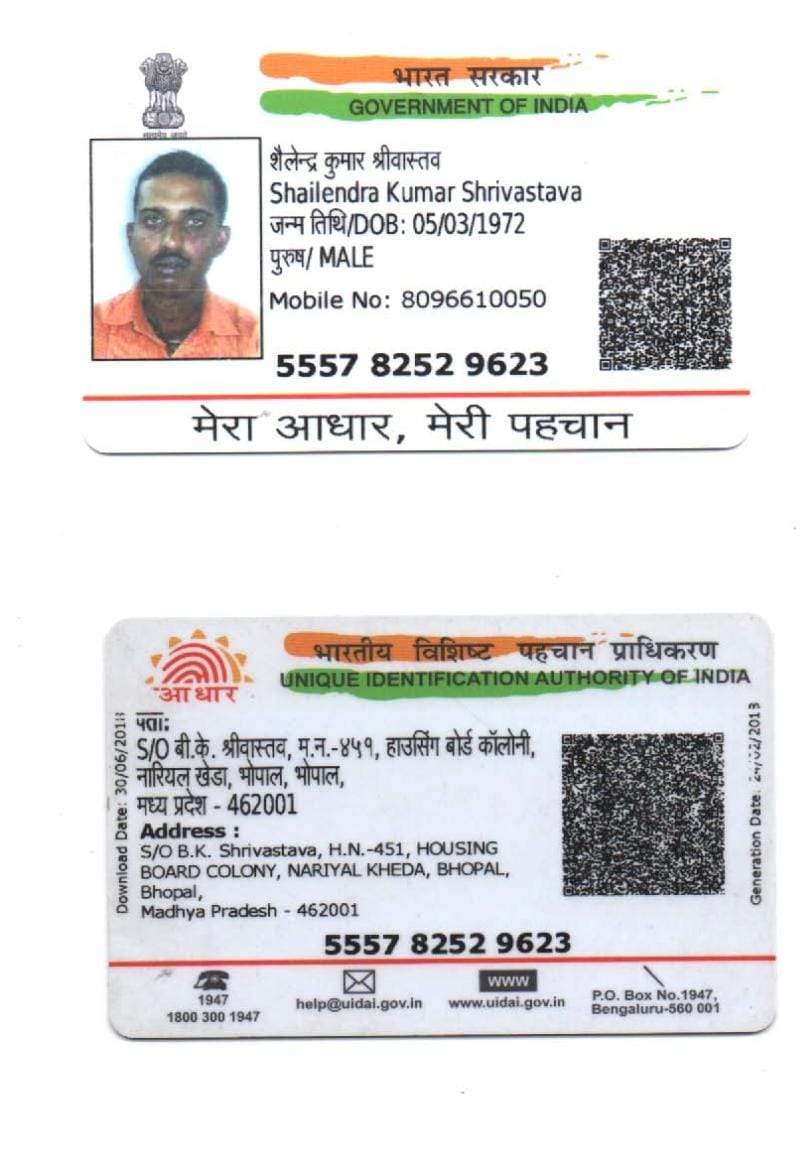 भारत सरकार
GOVERNMENT OF INDIA
सत्यमेव जयते
शैलेन्द्र कुमार श्रीवास्तव
Shailendra Kumar Shrivastava
जन्म तिथि/DOB: 05/03/1972
पुरुष/ MALE
Mobile No: 8096610050
5557 8252 9623
मेरा आधार, मेरी पहचान
भारतीय विशिष्ट पहचान प्राधिकरण
UNIQUE IDENTIFICATION AUTHORITY OF INDIA
आधार
Download Date: 30/06/2018
पता:
S/O बी.के. श्रीवास्तव, म.न.-४५१, हाउसिंग बोर्ड कॉलोनी,
नारियल खेडा, भोपाल, भोपाल,
मध्य प्रदेश - 462001
Address :
S/O B.K. Shrivastava, H.N.-451, HOUSING
BOARD COLONY, NARIYAL KHEDA, BHOPAL,
Bhopal,
Madhya Pradesh - 462001
Generation Date:
5557 8252 9623
1947
1800 300 1947
help@uidai.gov.in
www
www.uidai.gov.in
P.O. Box No.1947,
Bengaluru-560 001